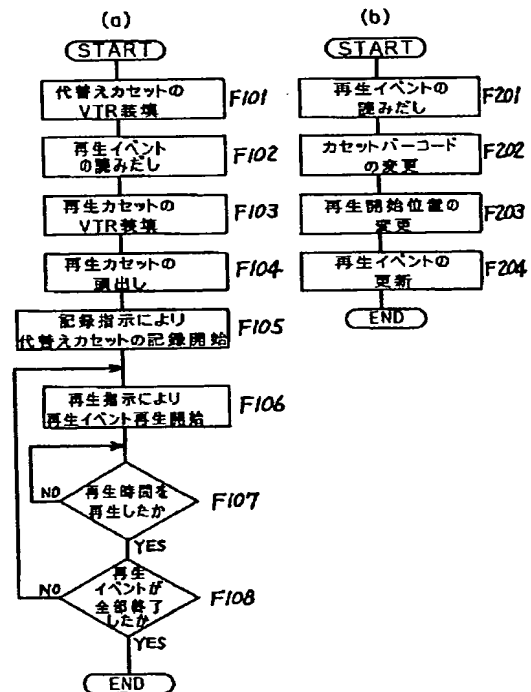 (a)
START
代替えカセットの
VTR装填
F101
再生イベント
の読みだし
F102
再生カセットの
VTR装填
F103
再生カセットの
頭出し
F104
記録指示により
代替えカセットの記録開始
F105
再生指示により
再生イベント再生開始
F106
再生時間を
再生したか
F107
NO
YES
再生
イベントが
全部終了
したか
F108
NO
YES
END
(b)
START
再生イベントの
読みだし
F201
カセットバーコード
の変更
F202
再生開始位置の
変更
F203
再生イベントの
更新
F204
END